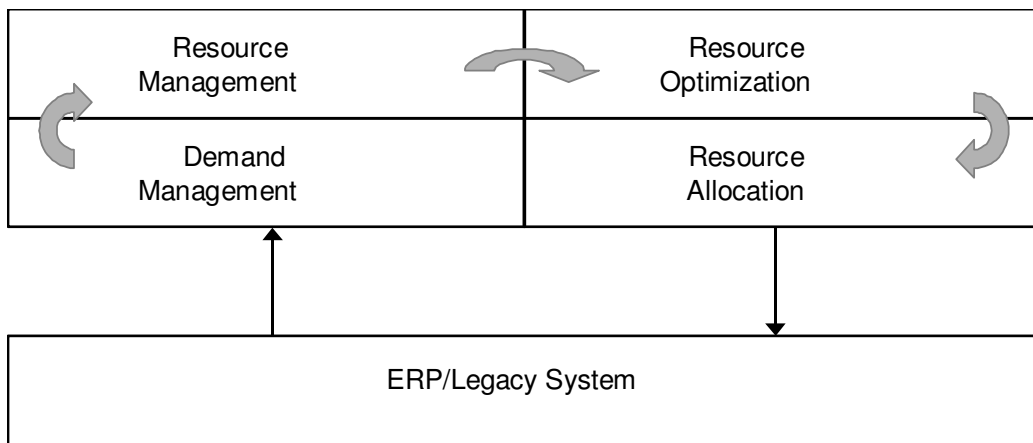 Resource
Management
Resource
Optimization
Demand
Management
Resource
Allocation
ERP/Legacy System